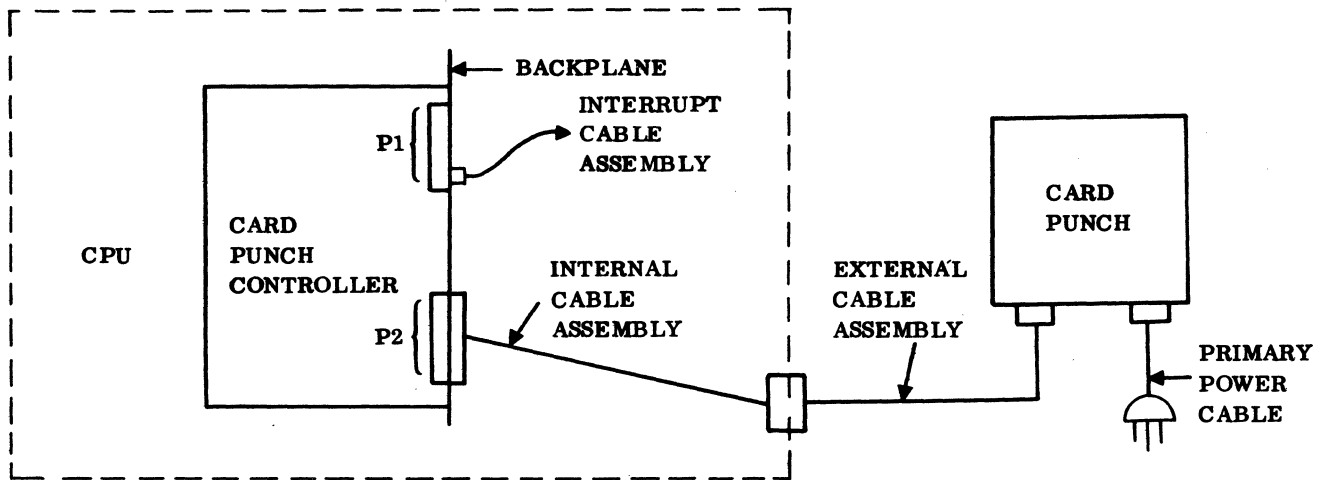 BACKPLANE
INTERRUPT
CABLE
ASSEMBLY
P1
CARD
PUNCH
CONTROLLER
CPU
P2
INTERNAL
CABLE
ASSEMBLY
EXTERNAL
CABLE
ASSEMBLY
CARD
PUNCH
PRIMARY
POWER
CABLE